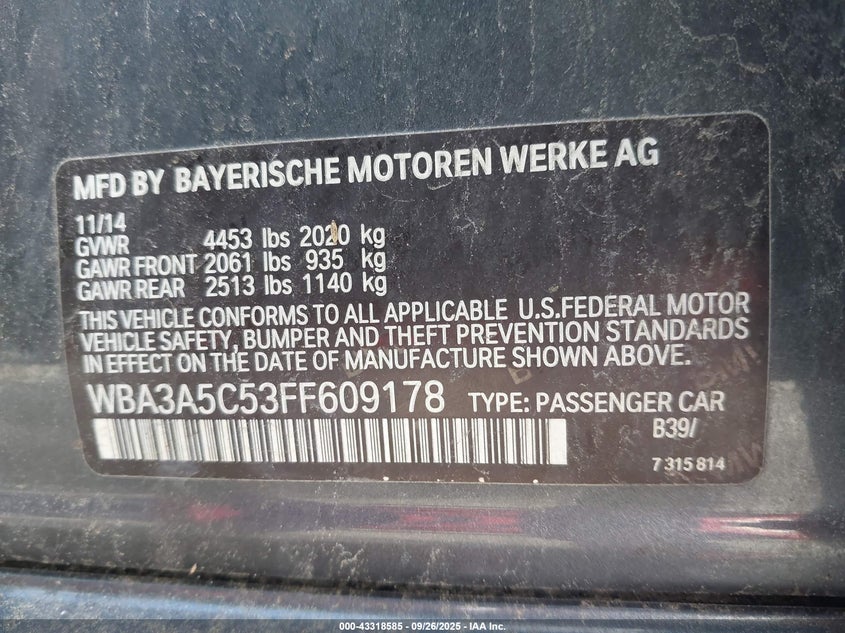 MFD BY BAYERISCHE MOTOREN WERKE AG
11/14
GVWR 4453 lbs 2020 kg
GAWR FRONT 2061 lbs 935 kg
GAWR REAR 2513 lbs 1140 kg
THIS VEHICLE CONFORMS TO ALL APPLICABLE U.S.FEDERAL MOTOR
VEHICLE SAFETY, BUMPER AND THEFT PREVENTION STANDARDS
IN EFFECT ON THE DATE OF MANUFACTURE SHOWN ABOVE.
WBA3A5C53FF609178 TYPE: PASSENGER CAR
B39/
7 315 814
000-43318585 - 09/26/2025 - IAA Inc.